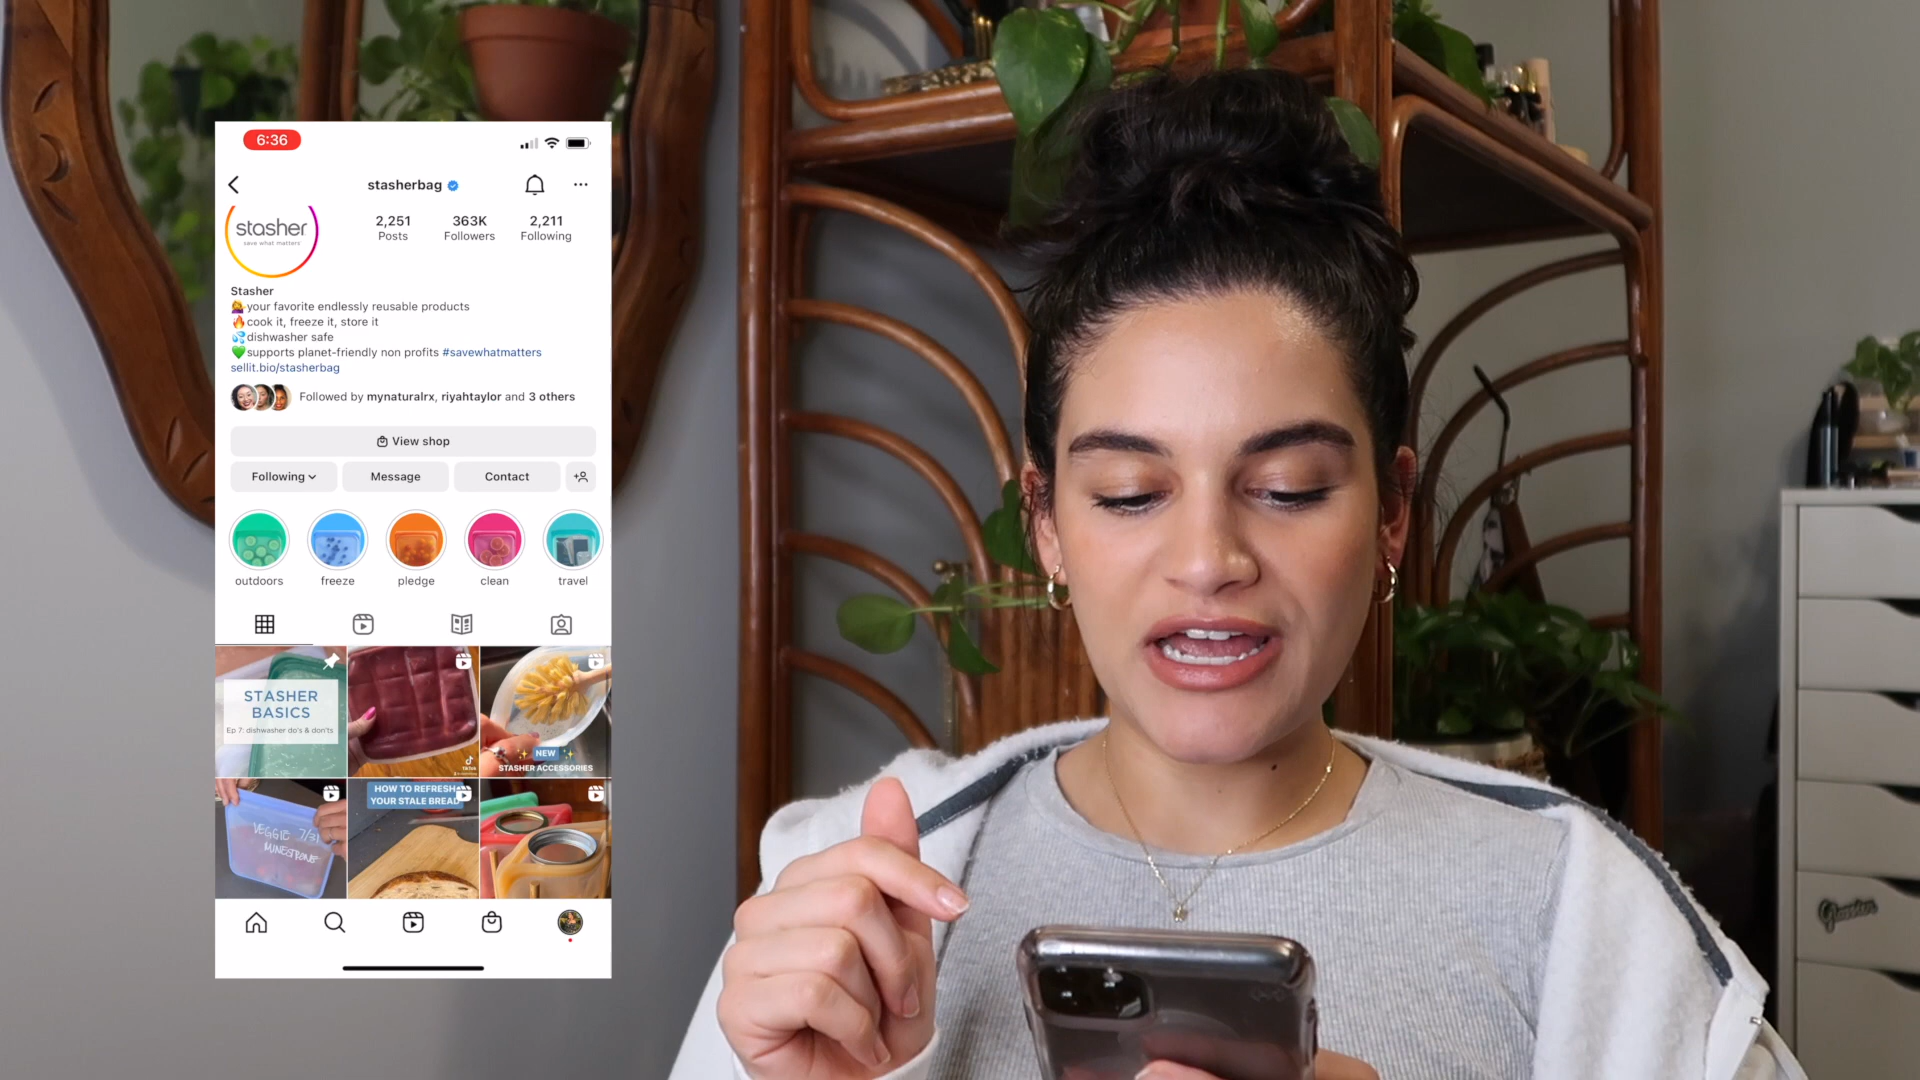 6:36
stasherbag
stasher
save what matters
2,251
Posts
363K
Followers
2,211
Following
Stasher
your favorite endlessly reusable products
cook it, freeze it, store it
dishwasher safe
supports planet-friendly non profits #savewhatmatters
sellit.bio/stasherbag
Followed by mynaturalrx, riyahtaylor and 3 others
View shop
Following
Message
Contact
outdoors
freeze
pledge
clean
travel
STASHER
BASICS
Ep 7: dishwasher do's & don'ts
TikTok
NEW
STASHER ACCESSORIES
VEGGIE 7/31
MINESTRONE
HOW TO REFRESH
YOUR STALE BREAD
Glossier